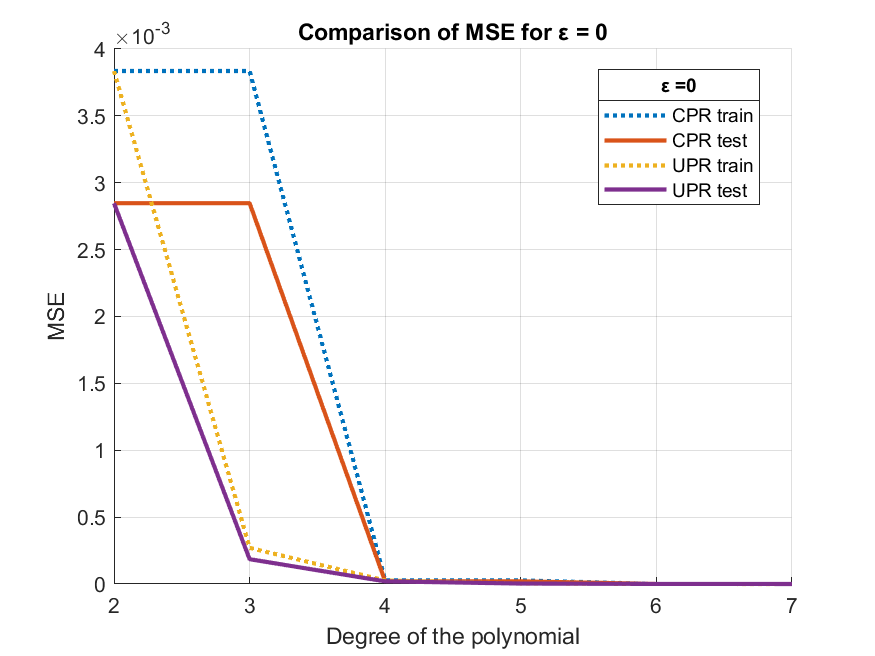 Comparison of MSE for ε = 0
×10-3
4
3.5
3
2.5
2
1.5
1
0.5
0
MSE
2 3 4 5 6 7
Degree of the polynomial
ε =0
CPR train
CPR test
UPR train
UPR test